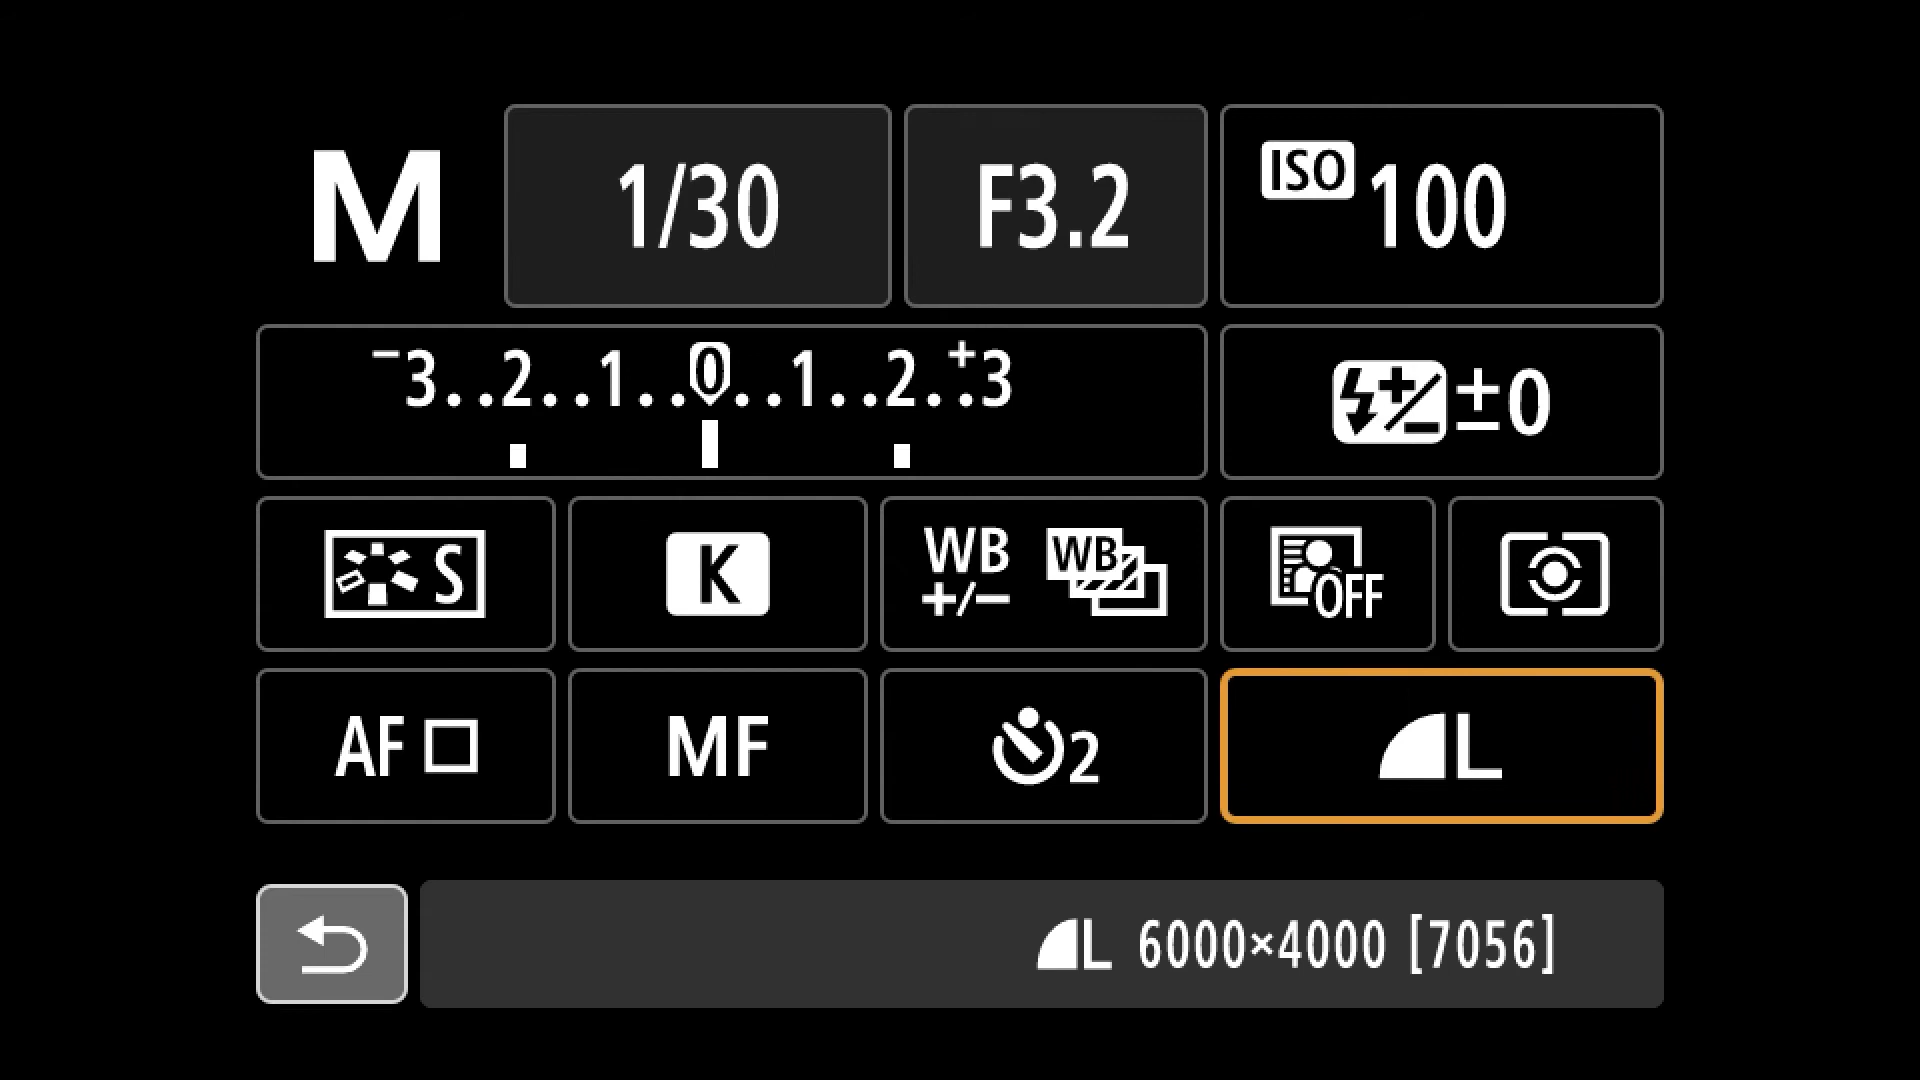 M 1/30 F3.2 ISO 100
-3..2..1..0..1..2..+3 ±0
S K WB +/- WB OFF
AF MF 2 L
L 6000×4000 [7056]